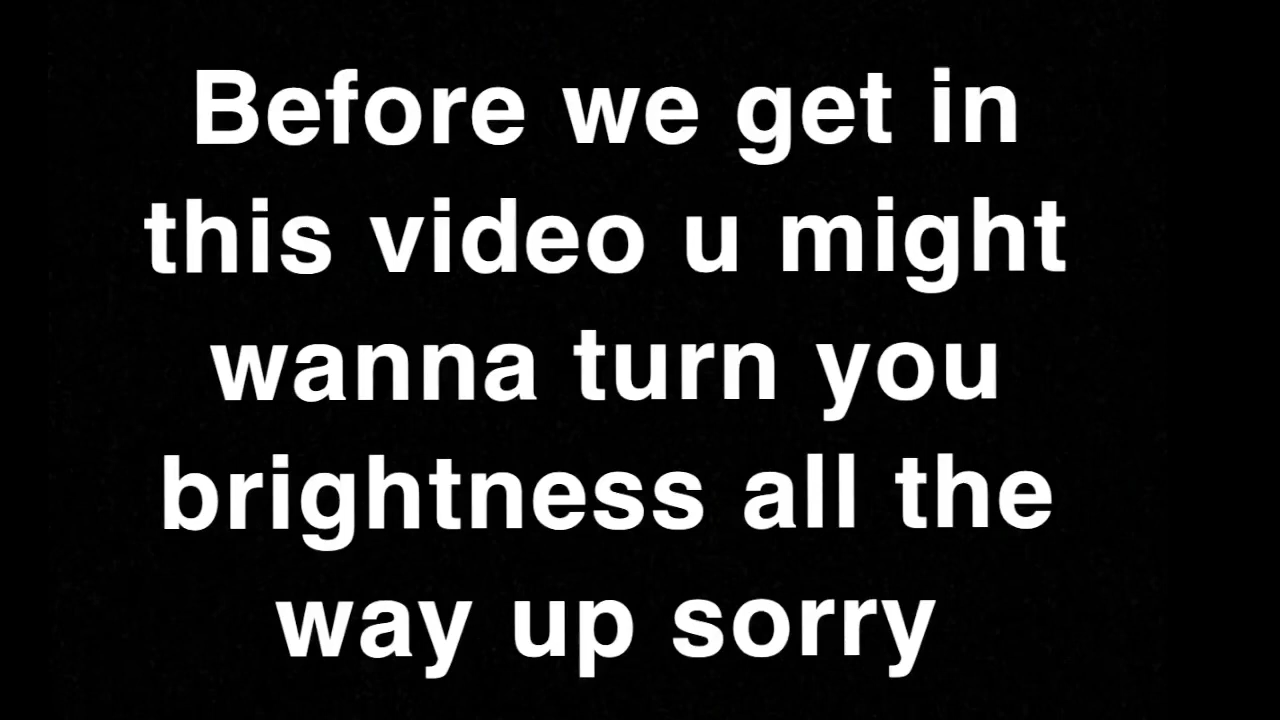 Before we get in
this video u might
wanna turn you
brightness all the
way up sorry